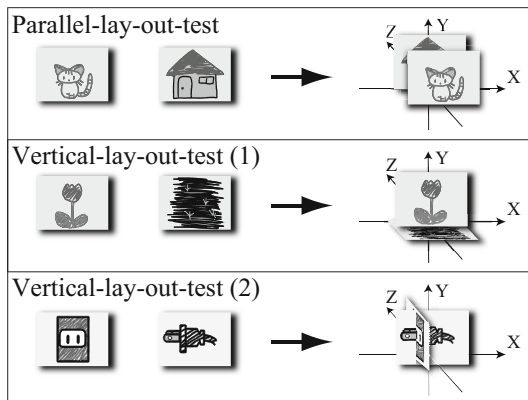 Parallel-lay-out-test
Z
Y
X
Vertical-lay-out-test (1)
Z
Y
X
Vertical-lay-out-test (2)
Z
Y
X